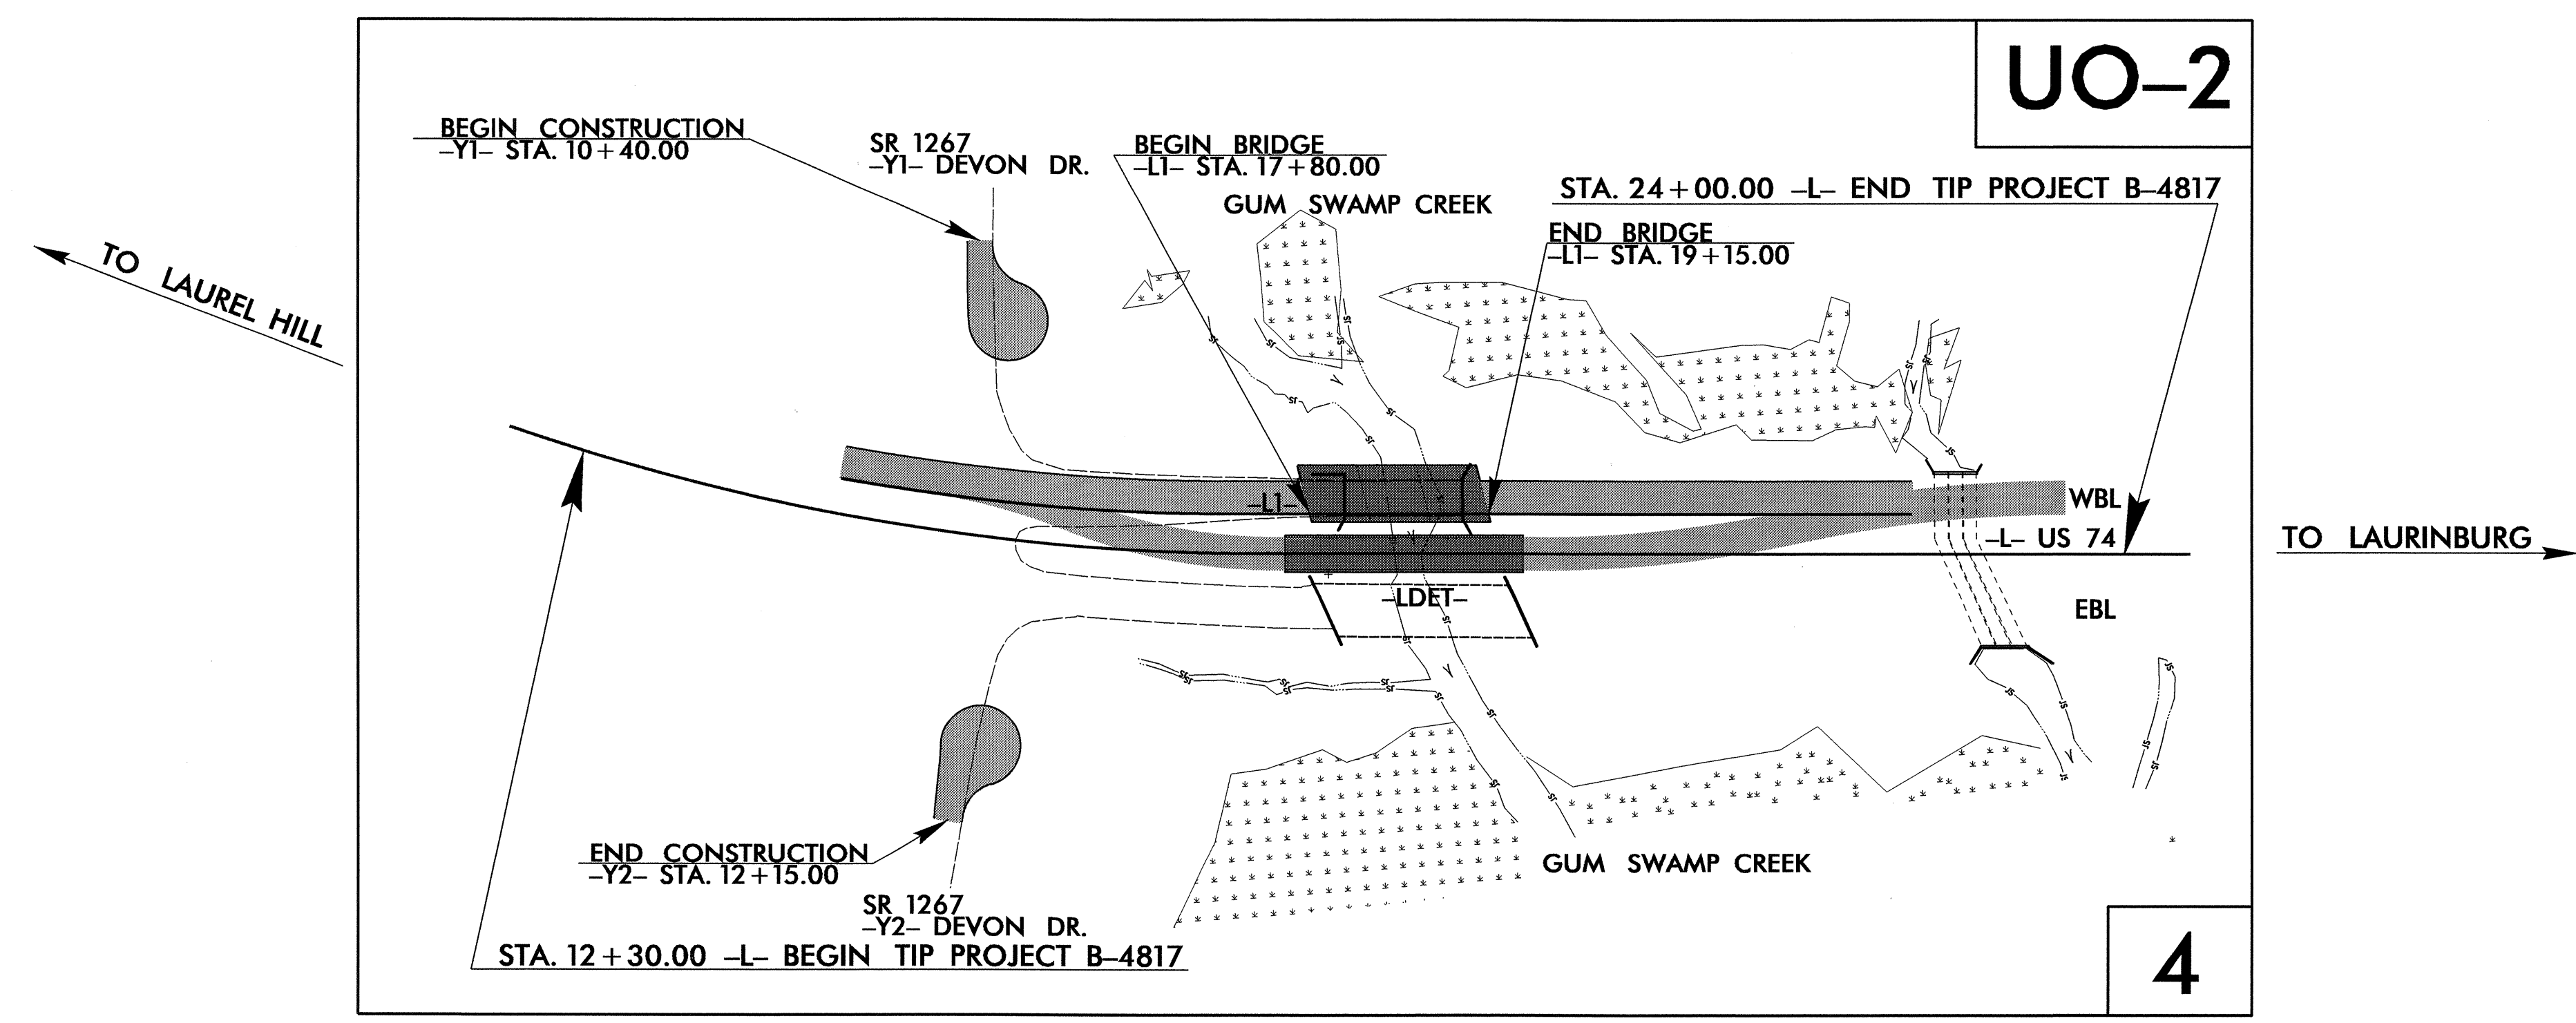 UO–2
BEGIN CONSTRUCTION
–Y1– STA. 10+40.00
SR 1267
–Y1– DEVON DR.
BEGIN BRIDGE
–L1– STA. 17+80.00
GUM SWAMP CREEK
STA. 24+00.00 –L– END TIP PROJECT B–4817
END BRIDGE
–L1– STA. 19+15.00
TO LAUREL HILL
–L1–
WBL
–L– US 74
TO LAURINBURG
–LDET–
EBL
END CONSTRUCTION
–Y2– STA. 12+15.00
GUM SWAMP CREEK
SR 1267
–Y2– DEVON DR.
STA. 12+30.00 –L– BEGIN TIP PROJECT B–4817
4